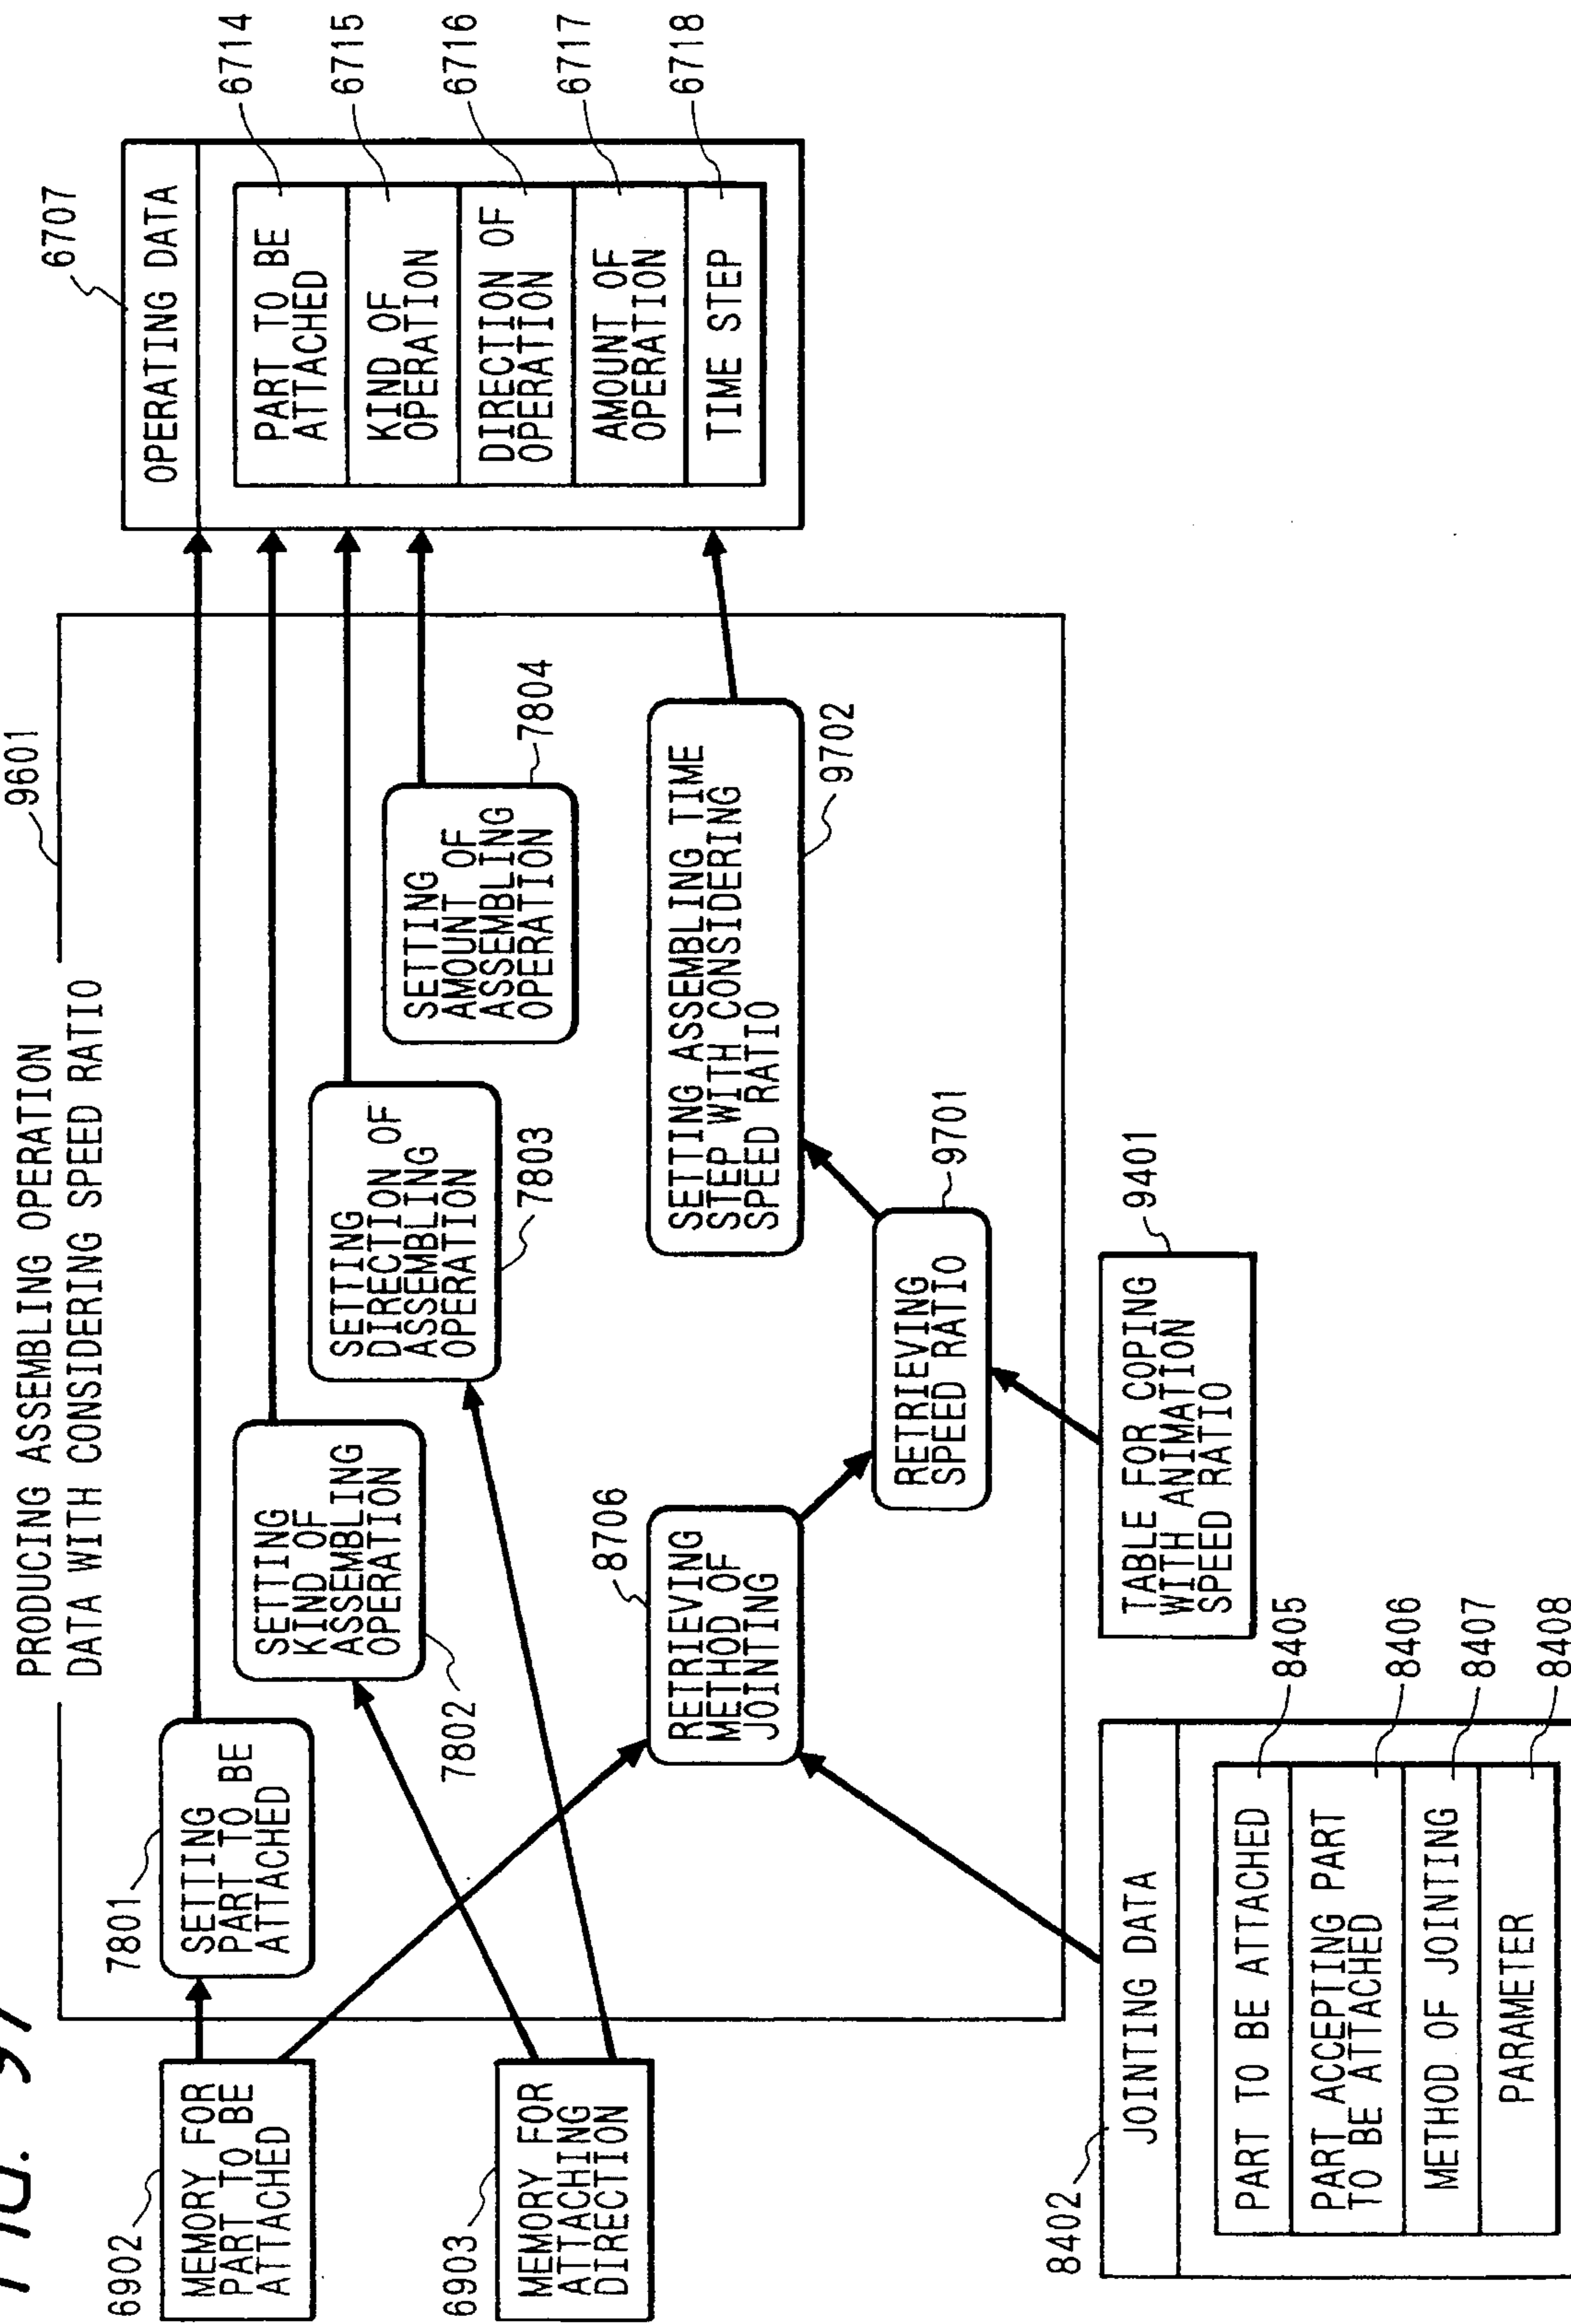 FIG. 97
PRODUCING ASSEMBLING OPERATION
DATA WITH CONSIDERING SPEED RATIO
9601
6902
MEMORY FOR
PART TO BE
ATTACHED
6903
MEMORY FOR
ATTACHING
DIRECTION
7801
SETTING
PART TO BE
ATTACHED
SETTING
KIND OF
ASSEMBLING
OPERATION
7802
SETTING
DIRECTION OF
ASSEMBLING
OPERATION
7803
SETTING
AMOUNT OF
ASSEMBLING
OPERATION
7804
8706
RETRIEVING
METHOD OF
JOINTING
RETRIEVING
SPEED RATIO
9701
SETTING ASSEMBLING TIME
STEP WITH CONSIDERING
SPEED RATIO
9702
6707
OPERATING DATA
PART TO BE
ATTACHED
6714
KIND OF
OPERATION
6715
DIRECTION OF
OPERATION
6716
AMOUNT OF
OPERATION
6717
TIME STEP
6718
8402
JOINTING DATA
PART TO BE ATTACHED
8405
PART ACCEPTING PART
TO BE ATTACHED
8406
METHOD OF JOINTING
8407
PARAMETER
8408
TABLE FOR COPING
WITH ANIMATION
SPEED RATIO
9401